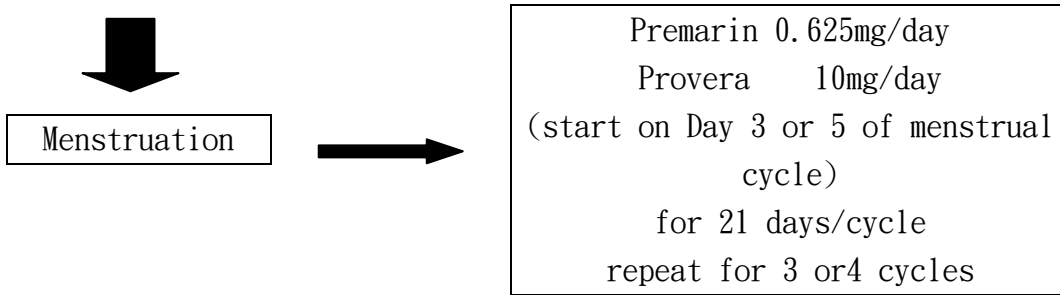 Menstruation
Premarin 0.625mg/day
Provera 10mg/day
(start on Day 3 or 5 of menstrual
cycle)
for 21 days/cycle
repeat for 3 or4 cycles